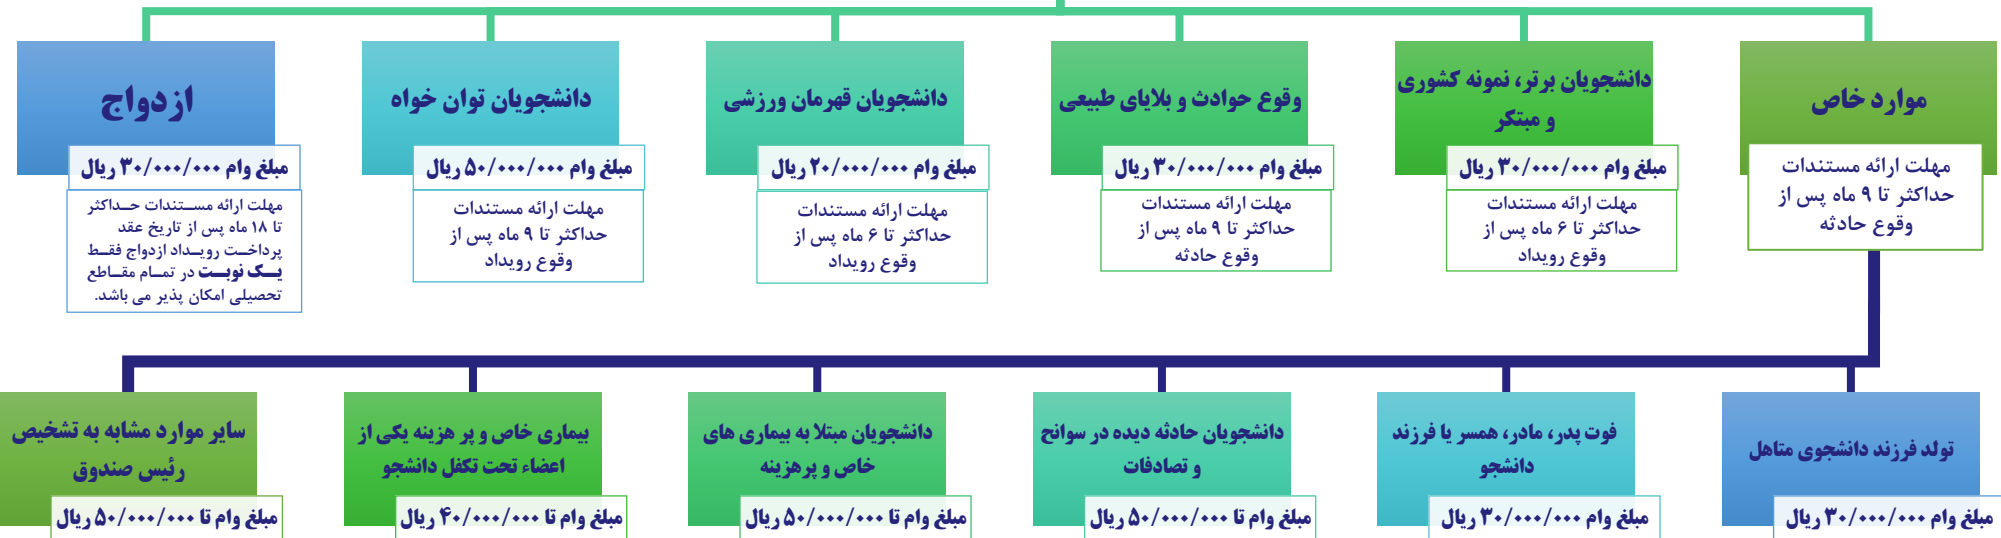 موارد خاص
مهلت ارائه مستندات
حداکثر تا ۹ ماه پس از
وقوع حادثه
دانشجویان برتر، نمونه کشوری
و مبتکر
مبلغ وام ۳۰/۰۰۰/۰۰۰ ریال
مهلت ارائه مستندات
حداکثر تا ۶ ماه پس از
وقوع رویداد
وقوع حوادث و بلایای طبیعی
مبلغ وام ۳۰/۰۰۰/۰۰۰ ریال
مهلت ارائه مستندات
حداکثر تا ۹ ماه پس از
وقوع حادثه
دانشجویان قهرمان ورزشی
مبلغ وام ۲۰/۰۰۰/۰۰۰ ریال
مهلت ارائه مستندات
حداکثر تا ۶ ماه پس از
وقوع رویداد
دانشجویان توان خواه
مبلغ وام ۵۰/۰۰۰/۰۰۰ ریال
مهلت ارائه مستندات
حداکثر تا ۹ ماه پس از
وقوع رویداد
ازدواج
مبلغ وام ۳۰/۰۰۰/۰۰۰ ریال
مهلت ارائه مستندات حداکثر
تا ۱۸ ماه پس از تاریخ عقد
پرداخت رویداد ازدواج فقط
یک نوبت در تمام مقاطع
تحصیلی امکان پذیر می باشد.
تولد فرزند دانشجوی متاهل
مبلغ وام ۳۰/۰۰۰/۰۰۰ ریال
فوت پدر، مادر، همسر یا فرزند
دانشجو
مبلغ وام ۳۰/۰۰۰/۰۰۰ ریال
دانشجویان حادثه دیده در سوانح
و تصادفات
مبلغ وام تا ۵۰/۰۰۰/۰۰۰ ریال
دانشجویان مبتلا به بیماری های
خاص و پرهزینه
مبلغ وام تا ۵۰/۰۰۰/۰۰۰ ریال
بیماری خاص و پر هزینه یکی از
اعضاء تحت تکفل دانشجو
مبلغ وام تا ۴۰/۰۰۰/۰۰۰ ریال
سایر موارد مشابه به تشخیص
رئیس صندوق
مبلغ وام تا ۵۰/۰۰۰/۰۰۰ ریال